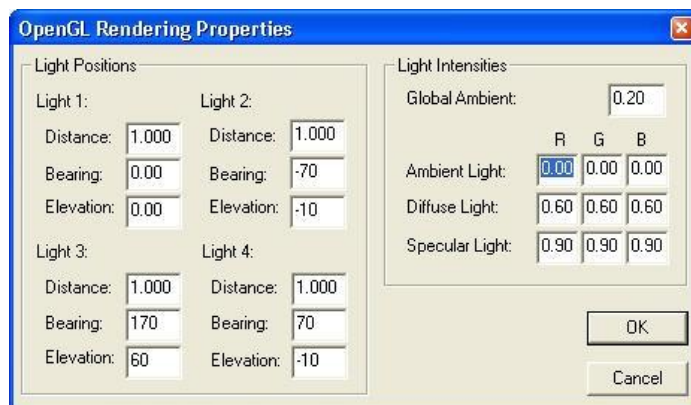 OpenGL Rendering Properties
Light Positions
Light 1:
Distance: 1.000
Bearing: 0.00
Elevation: 0.00
Light 2:
Distance: 1.000
Bearing: -70
Elevation: -10
Light 3:
Distance: 1.000
Bearing: 170
Elevation: 60
Light 4:
Distance: 1.000
Bearing: 70
Elevation: -10
Light Intensities
Global Ambient: 0.20
R G B
Ambient Light: 0.00 0.00 0.00
Diffuse Light: 0.60 0.60 0.60
Specular Light: 0.90 0.90 0.90
OK
Cancel